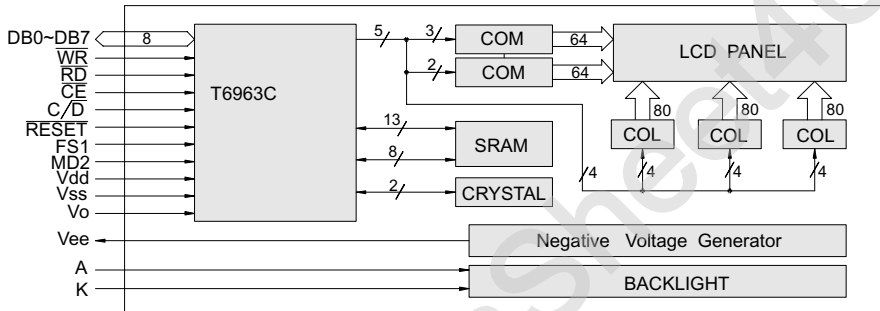 DB0~DB7 8 5 3 COM 64 LCD PANEL
WR
RD 2 COM 64
CE T6963C
C/D 80 80 80
RESET 13 COL COL COL
FS1 SRAM
MD2 8
Vdd 4 4 4 4
Vss 2 CRYSTAL
Vo
Vee Negative Voltage Generator
A BACKLIGHT
K